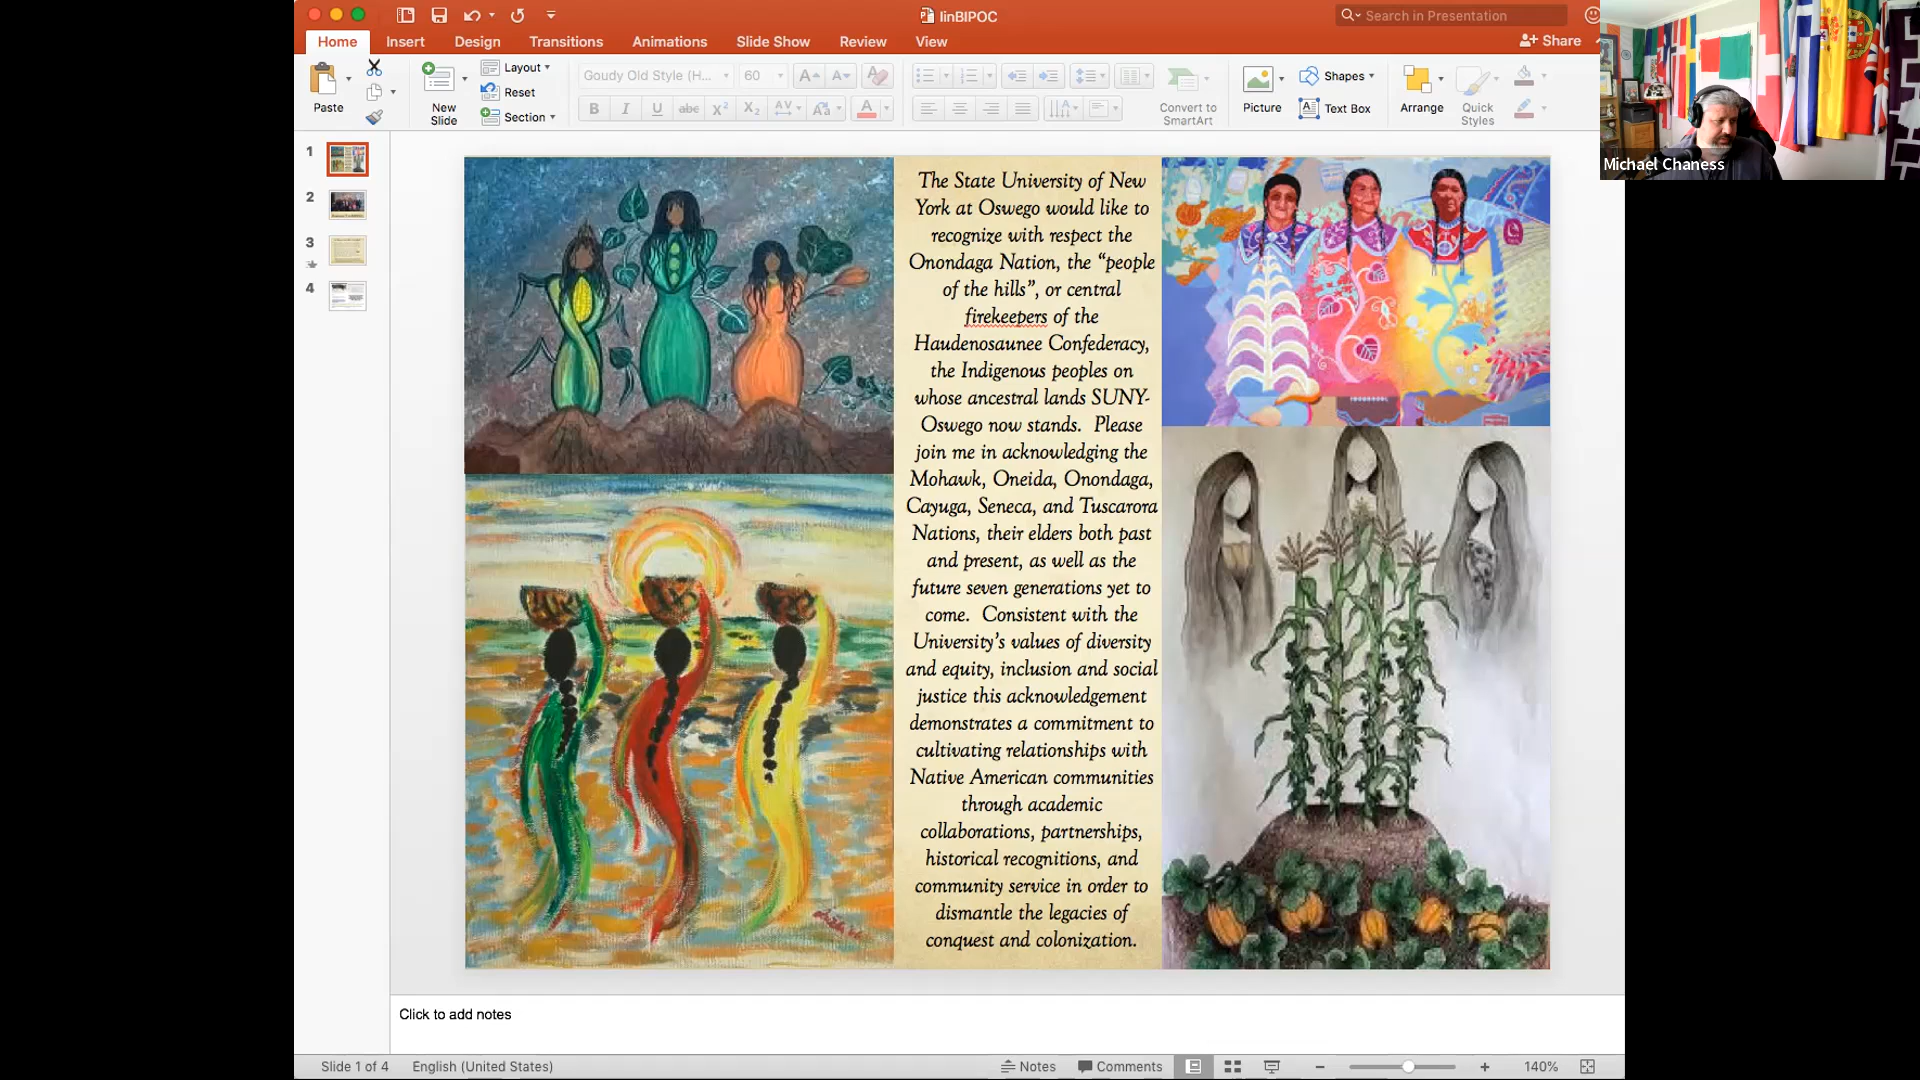 linBIPOC
Search in Presentation
Home Insert Design Transitions Animations Slide Show Review View
Share
Paste
New Slide
Layout
Reset
Section
Goudy Old Style (H... 60
Convert to SmartArt
Picture
Shapes
Text Box
Arrange
Quick Styles
Michael Chaness
1
2
3
4
The State University of New
York at Oswego would like to
recognize with respect the
Onondaga Nation, the “people
of the hills”, or central
firekeepers of the
Haudenosaunee Confederacy,
the Indigenous peoples on
whose ancestral lands SUNY-
Oswego now stands. Please
join me in acknowledging the
Mohawk, Oneida, Onondaga,
Cayuga, Seneca, and Tuscarora
Nations, their elders both past
and present, as well as the
future seven generations yet to
come. Consistent with the
University’s values of diversity
and equity, inclusion and social
justice this acknowledgement
demonstrates a commitment to
cultivating relationships with
Native American communities
through academic
collaborations, partnerships,
historical recognitions, and
community service in order to
dismantle the legacies of
conquest and colonization.
Click to add notes
Slide 1 of 4 English (United States) Notes Comments 140%